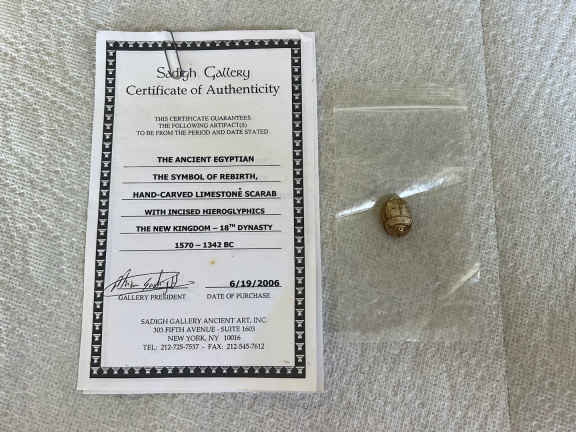 Sadigh Gallery
Certificate of Authenticity
THIS CERTIFICATE GUARANTEES
THE FOLLOWING ARTIFACT(S)
TO BE FROM THE PERIOD AND DATE STATED
THE ANCIENT EGYPTIAN
THE SYMBOL OF REBIRTH,
HAND-CARVED LIMESTONE SCARAB
WITH INCISED HIEROGLYPHICS
THE NEW KINGDOM – 18TH DYNASTY
1570 – 1342 BC
6/19/2006
GALLERY PRESIDENT DATE OF PURCHASE
SADIGH GALLERY ANCIENT ART, INC.
303 FIFTH AVENUE - SUITE 1603
NEW YORK, NY 10016
TEL: 212-725-7537 – FAX: 212-545-7612